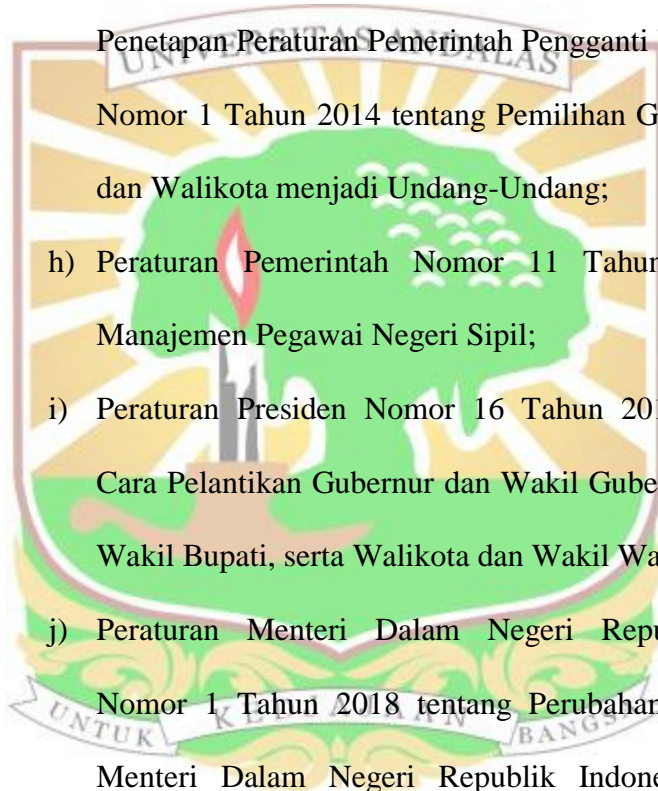 UNIVERSITAS ANDALAS
Penetapan Peraturan Pemerintah Pengganti
Nomor 1 Tahun 2014 tentang Pemilihan G
dan Walikota menjadi Undang-Undang;
h) Peraturan Pemerintah Nomor 11 Tahun
Manajemen Pegawai Negeri Sipil;
i) Peraturan Presiden Nomor 16 Tahun 201
Cara Pelantikan Gubernur dan Wakil Gube
Wakil Bupati, serta Walikota dan Wakil Wa
j) Peraturan Menteri Dalam Negeri Repu
Nomor 1 Tahun 2018 tentang Perubahan
UNTUK KEDJAJAAN BANGSA
Menteri Dalam Negeri Republik Indone